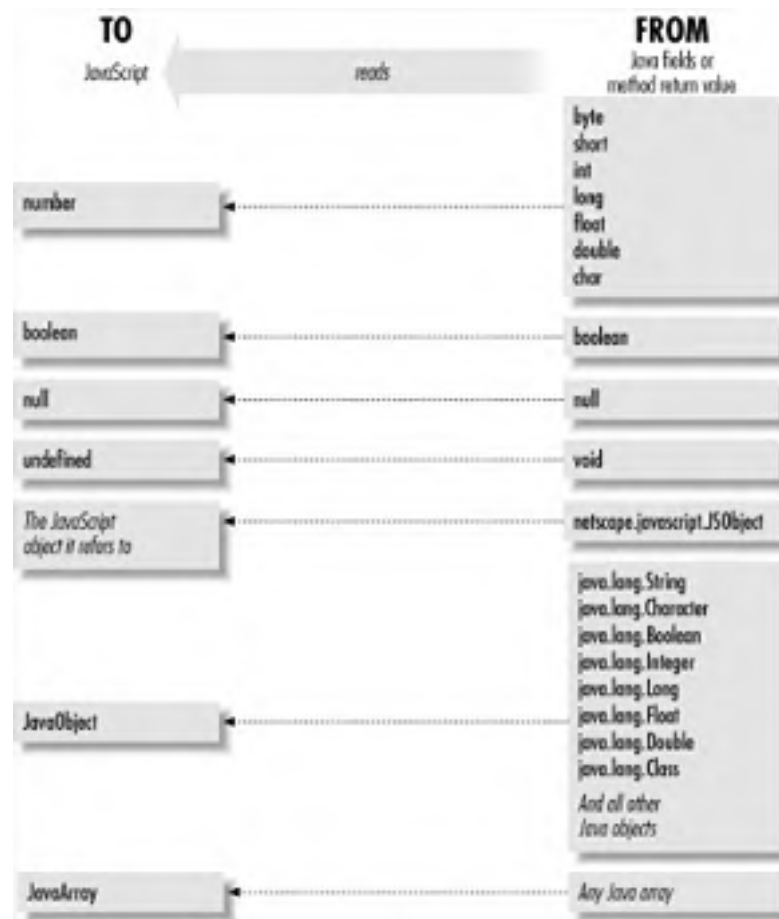 TO
FROM
JavaScript
reads
Java fields or
method return value
number
byte
short
int
long
float
double
char
boolean
boolean
null
null
undefined
void
The JavaScript
object it refers to
netscape.javascript.JSObject
JavaObject
java.lang.String
java.lang.Character
java.lang.Boolean
java.lang.Integer
java.lang.Long
java.lang.Float
java.lang.Double
java.lang.Class
And all other
Java objects
JavaArray
Any Java array